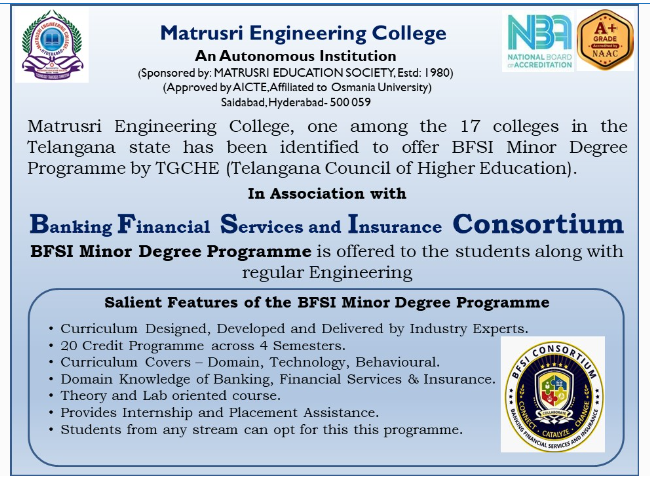 Matrusri Engineering College
An Autonomous Institution
(Sponsored by: MATRUSRI EDUCATION SOCIETY, Estd: 1980)
(Approved by AICTE, Affiliated to Osmania University)
Saidabad, Hyderabad- 500 059
NBA
NATIONAL BOARD
of ACCREDITATION
A+
GRADE
Accredited by
NAAC
Matrusri Engineering College, one among the 17 colleges in the
Telangana state has been identified to offer BFSI Minor Degree
Programme by TGCHE (Telangana Council of Higher Education).
In Association with
Banking Financial Services and Insurance Consortium
BFSI Minor Degree Programme is offered to the students along with
regular Engineering
Salient Features of the BFSI Minor Degree Programme
• Curriculum Designed, Developed and Delivered by Industry Experts.
• 20 Credit Programme across 4 Semesters.
• Curriculum Covers – Domain, Technology, Behavioural.
• Domain Knowledge of Banking, Financial Services & Insurance.
• Theory and Lab oriented course.
• Provides Internship and Placement Assistance.
• Students from any stream can opt for this this programme.
BFSI CONSORTIUM
CONNECT · CATALYZE · CHANGE
BANKING FINANCIAL SERVICES AND INSURANCE